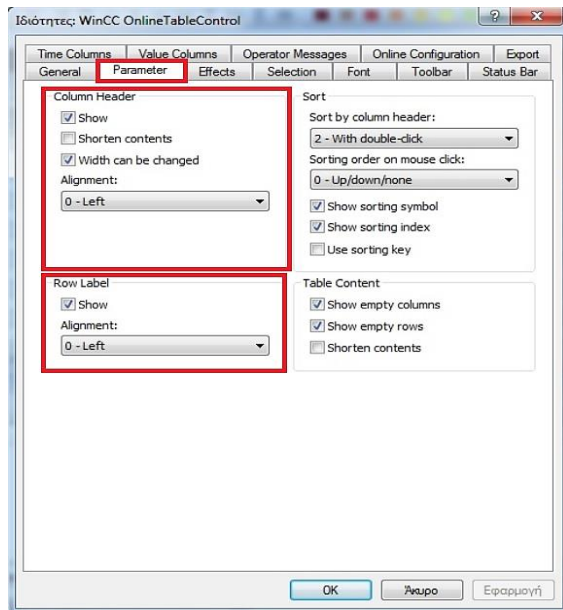 Ιδιότητες: WinCC OnlineTableControl
Time Columns Value Columns Operator Messages Online Configuration Export
General Parameter Effects Selection Font Toolbar Status Bar
Column Header
Show
Shorten contents
Width can be changed
Alignment:
0 - Left
Sort
Sort by column header:
2 - With double-click
Sorting order on mouse click:
0 - Up/down/none
Show sorting symbol
Show sorting index
Use sorting key
Row Label
Show
Alignment:
0 - Left
Table Content
Show empty columns
Show empty rows
Shorten contents
OK Άκυρο Εφαρμογή